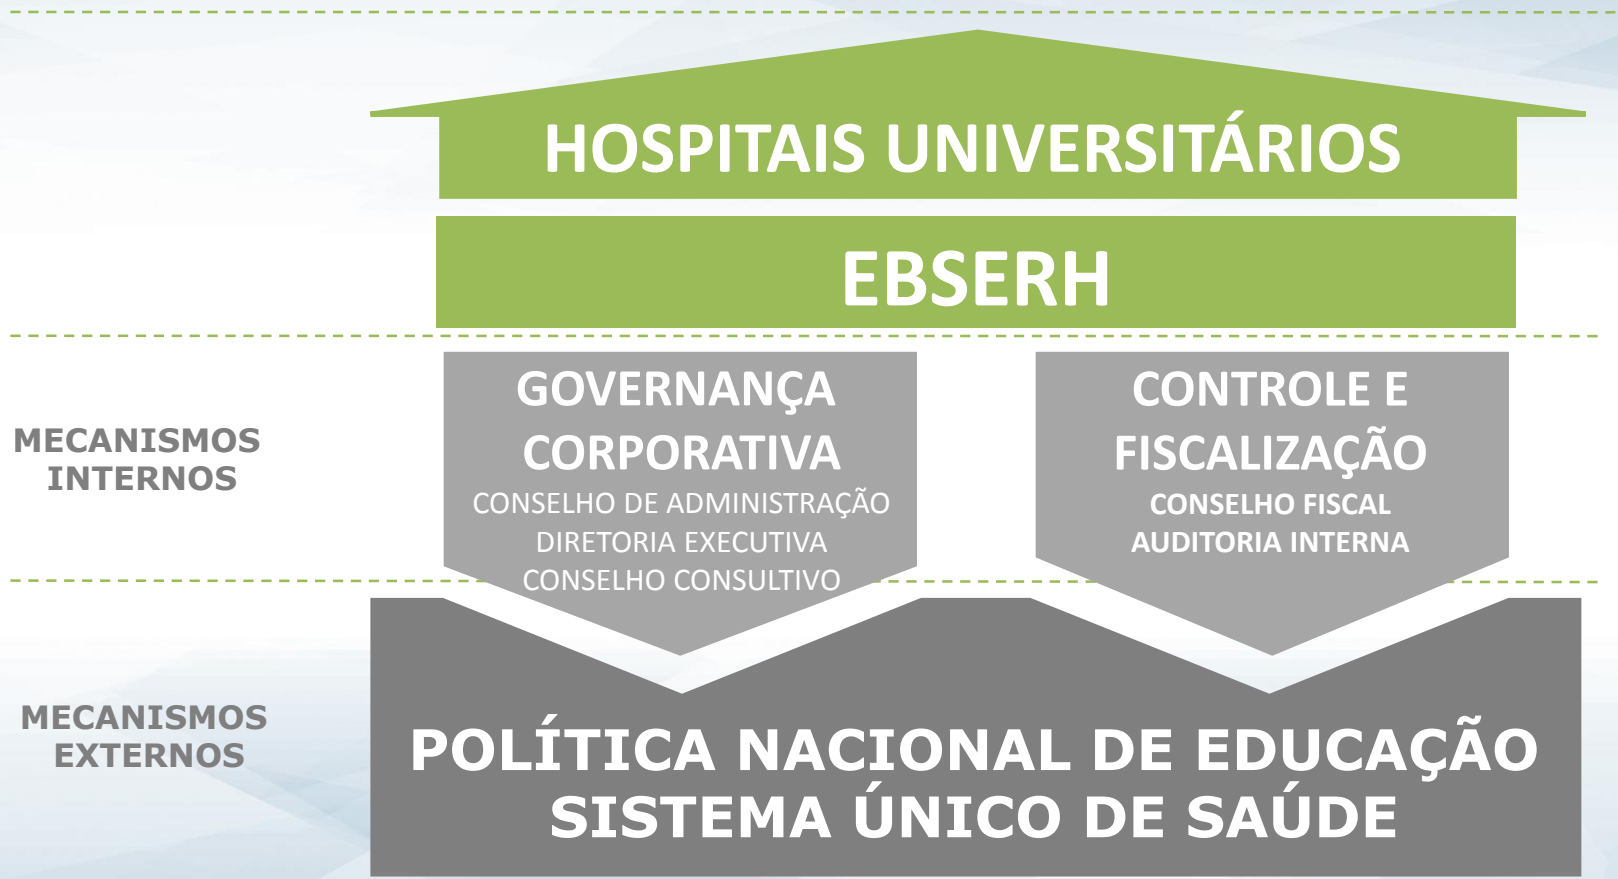 HOSPITAIS UNIVERSITÁRIOS
EBSERH
MECANISMOS
INTERNOS
GOVERNANÇA
CORPORATIVA
CONSELHO DE ADMINISTRAÇÃO
DIRETORIA EXECUTIVA
CONSELHO CONSULTIVO
CONTROLE E
FISCALIZAÇÃO
CONSELHO FISCAL
AUDITORIA INTERNA
MECANISMOS
EXTERNOS
POLÍTICA NACIONAL DE EDUCAÇÃO
SISTEMA ÚNICO DE SAÚDE